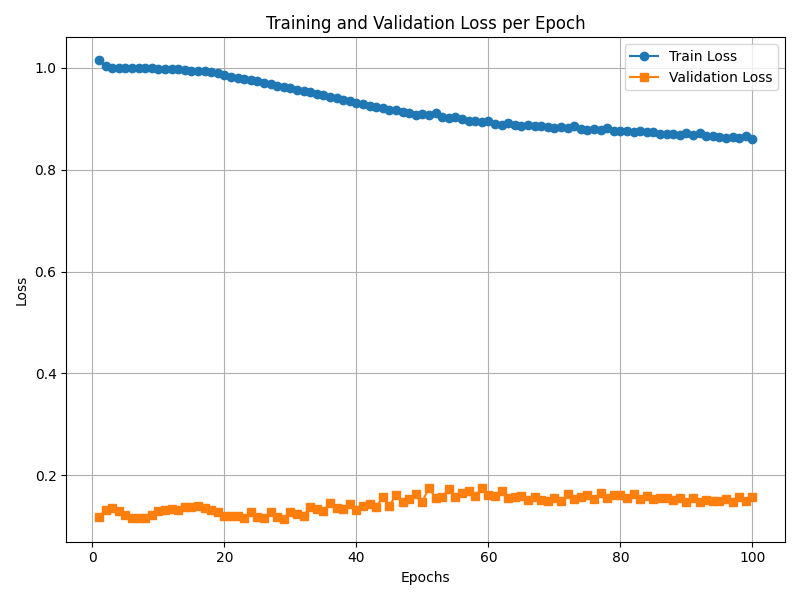 Training and Validation Loss per Epoch
Train Loss
Validation Loss
1.0
0.8
0.6
0.4
0.2
Loss
0 20 40 60 80 100
Epochs